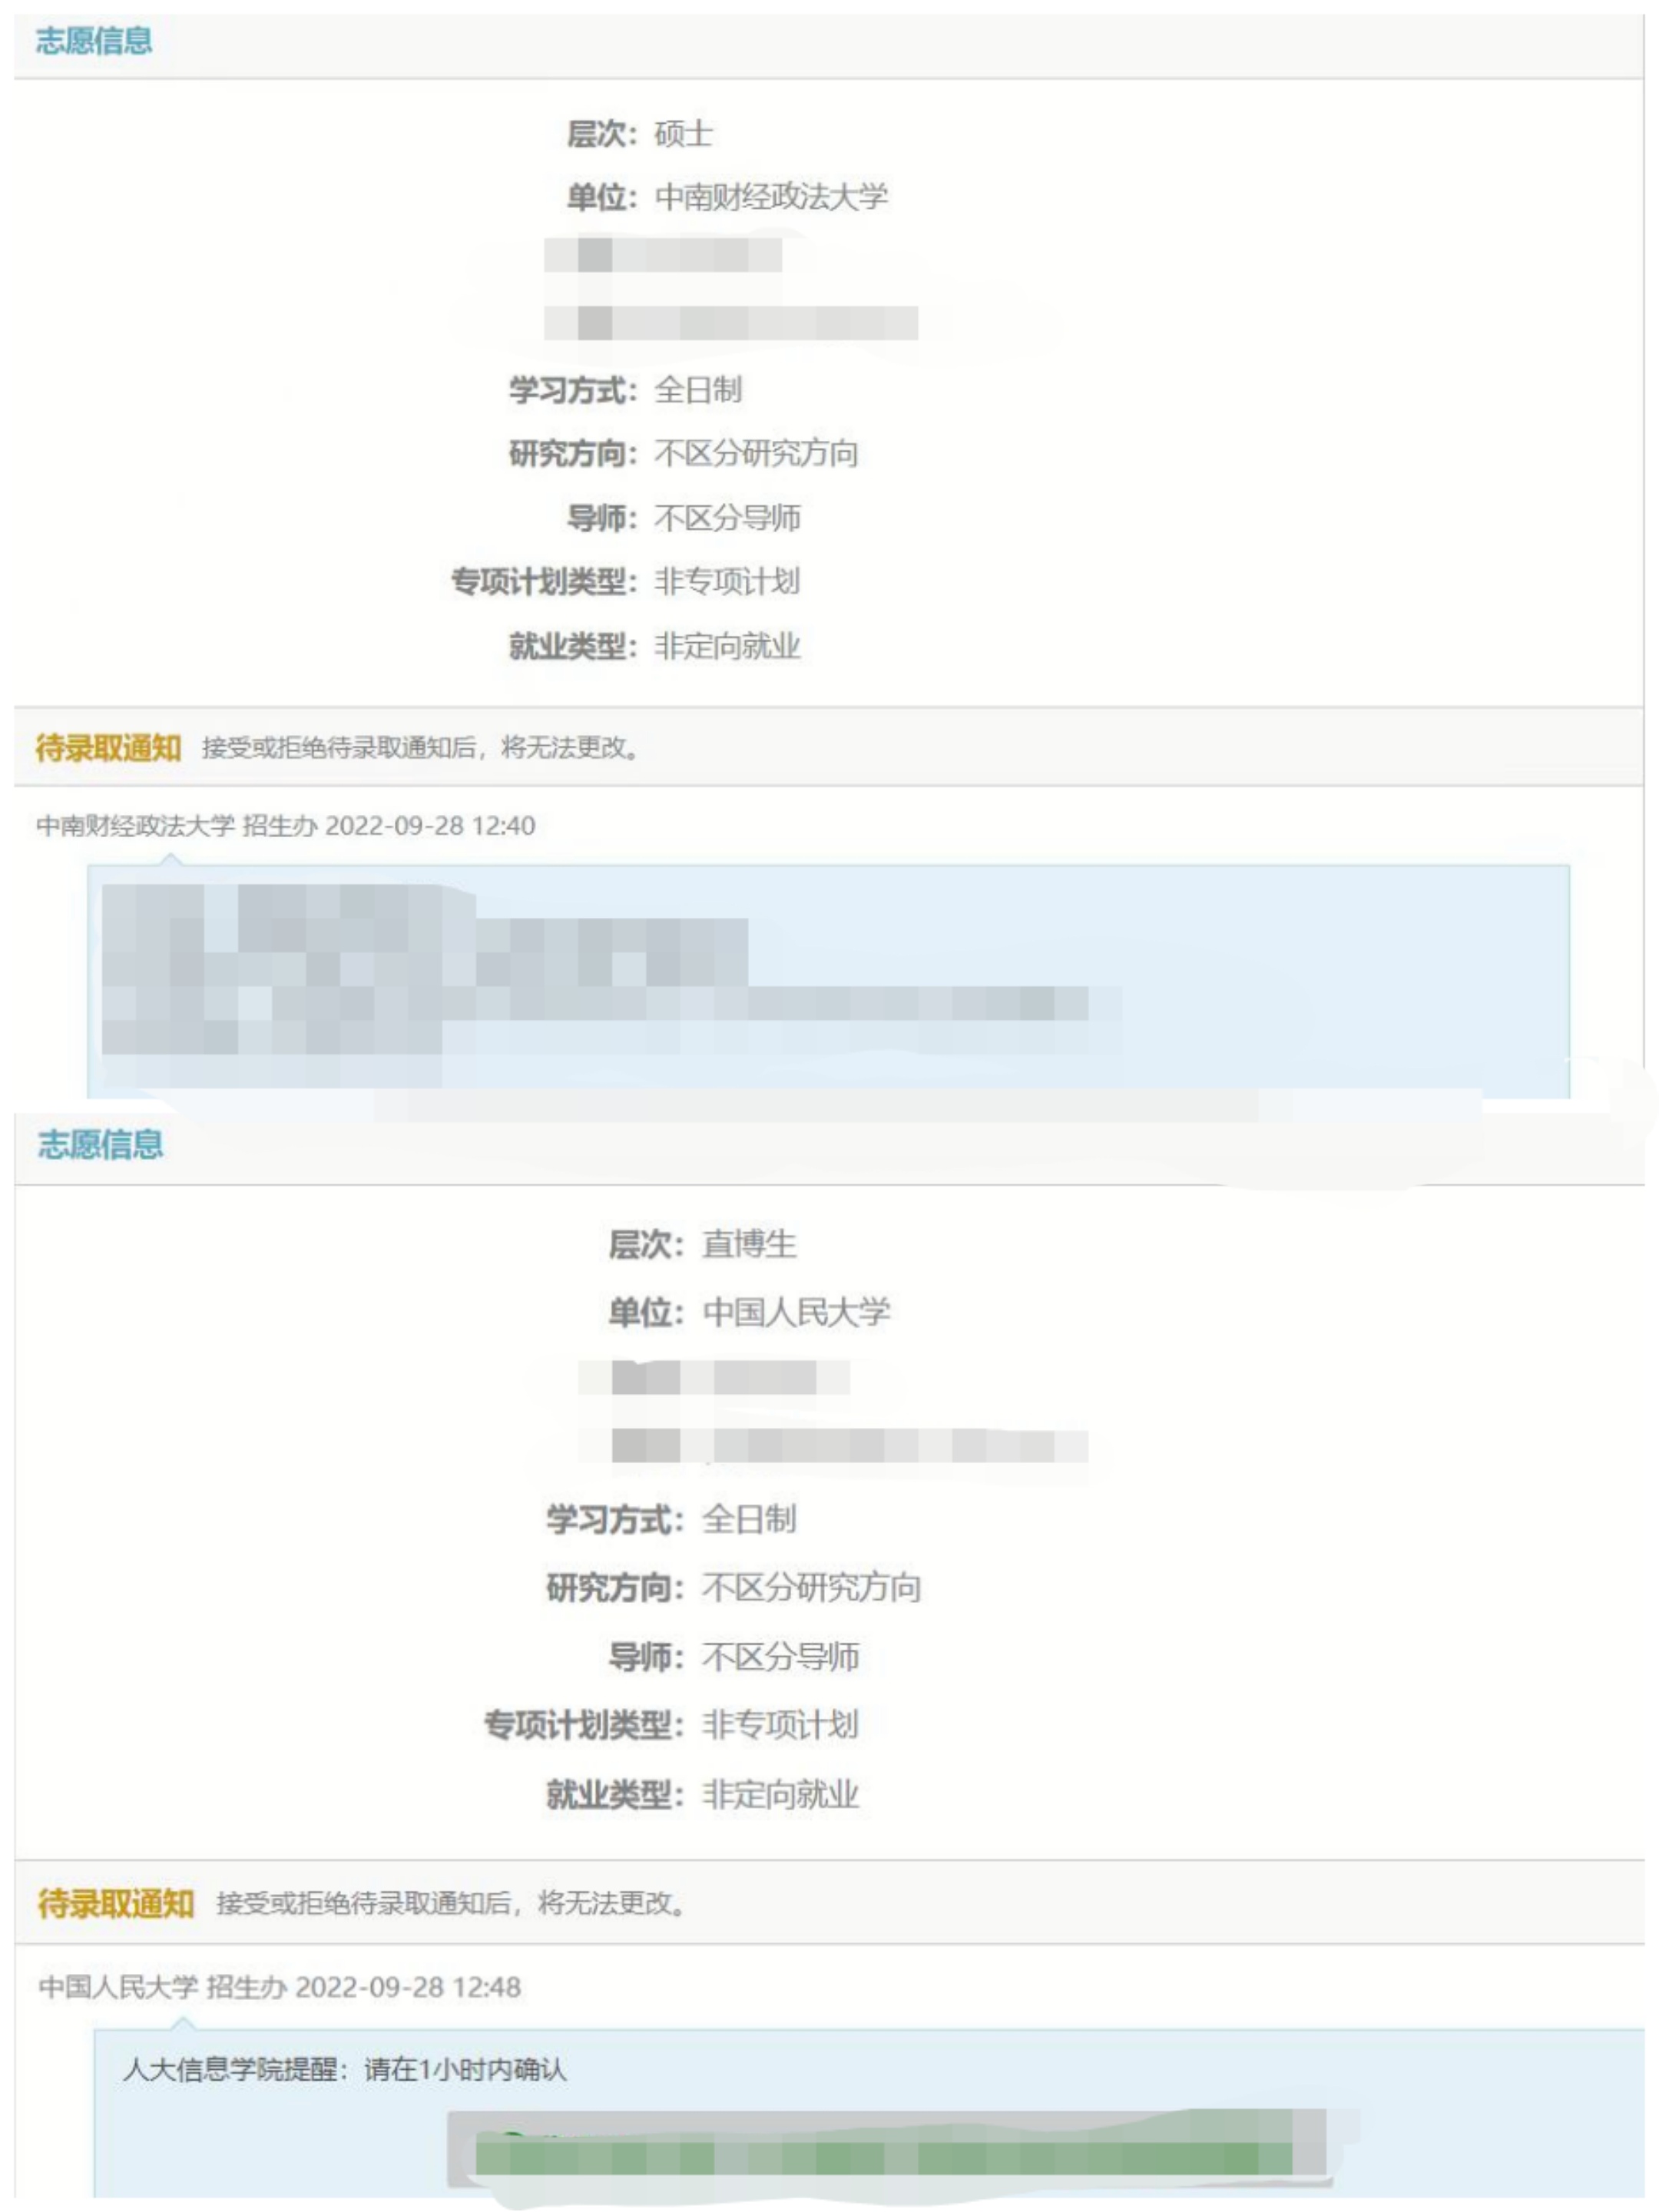 志愿信息
层次：硕士
单位：中南财经政法大学
学习方式：全日制
研究方向：不区分研究方向
导师：不区分导师
专项计划类型：非专项计划
就业类型：非定向就业
待录取通知 接受或拒绝待录取通知后，将无法更改。
中南财经政法大学 招生办 2022-09-28 12:40
志愿信息
层次：直博生
单位：中国人民大学
学习方式：全日制
研究方向：不区分研究方向
导师：不区分导师
专项计划类型：非专项计划
就业类型：非定向就业
待录取通知 接受或拒绝待录取通知后，将无法更改。
中国人民大学 招生办 2022-09-28 12:48
人大信息学院提醒：请在1小时内确认